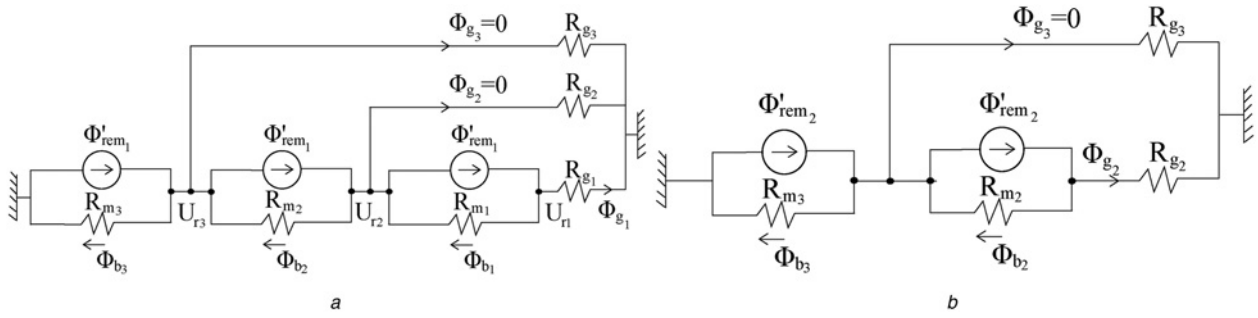 Φg3=0
Rg3
Φg2=0
Rg2
Φ'rem1
Φ'rem1
Φ'rem1
Rg1
Rm3
Rm2
Rm1
Ur3
Ur2
Ur1
Φg1
Φb3
Φb2
Φb1
a
Φg3=0
Rg3
Φ'rem2
Φ'rem2
Φg2
Rg2
Rm3
Rm2
Φb3
Φb2
b